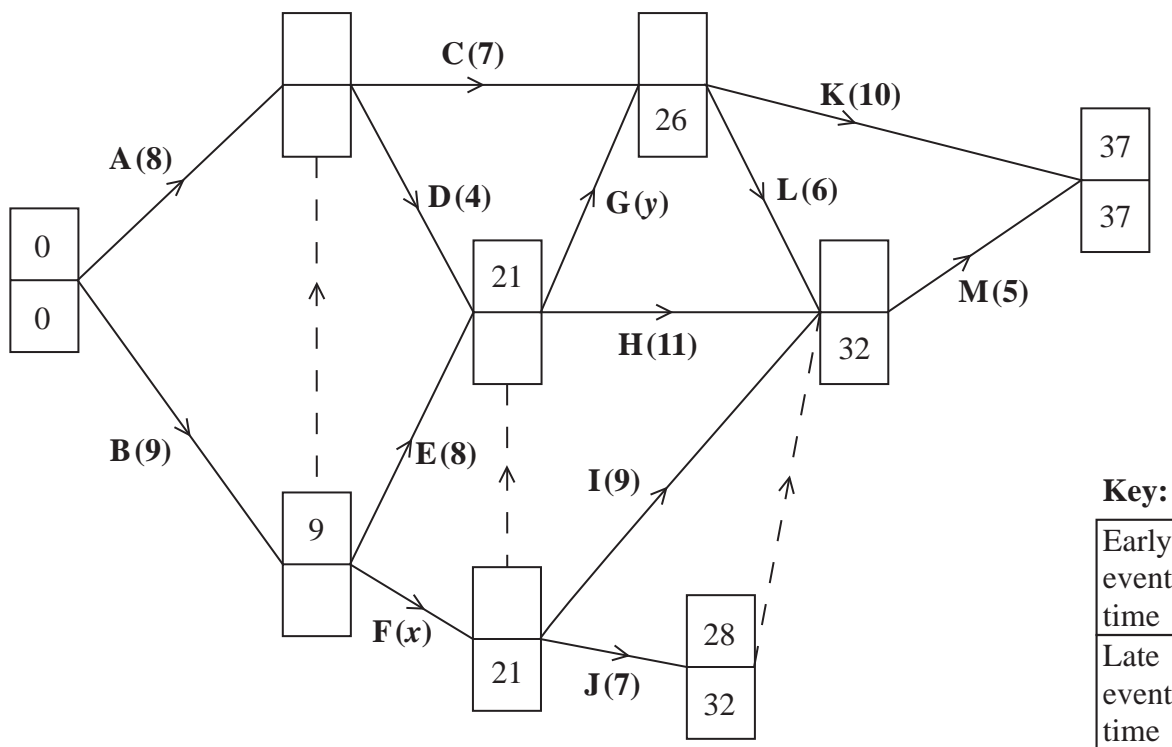 C(7)
K(10)
26
37
37
A(8)
D(4)
G(y)
L(6)
0
0
21
M(5)
H(11)
32
B(9)
E(8)
I(9)
9
Key:
Early
event
time
Late
event
time
F(x)
21
J(7)
28
32